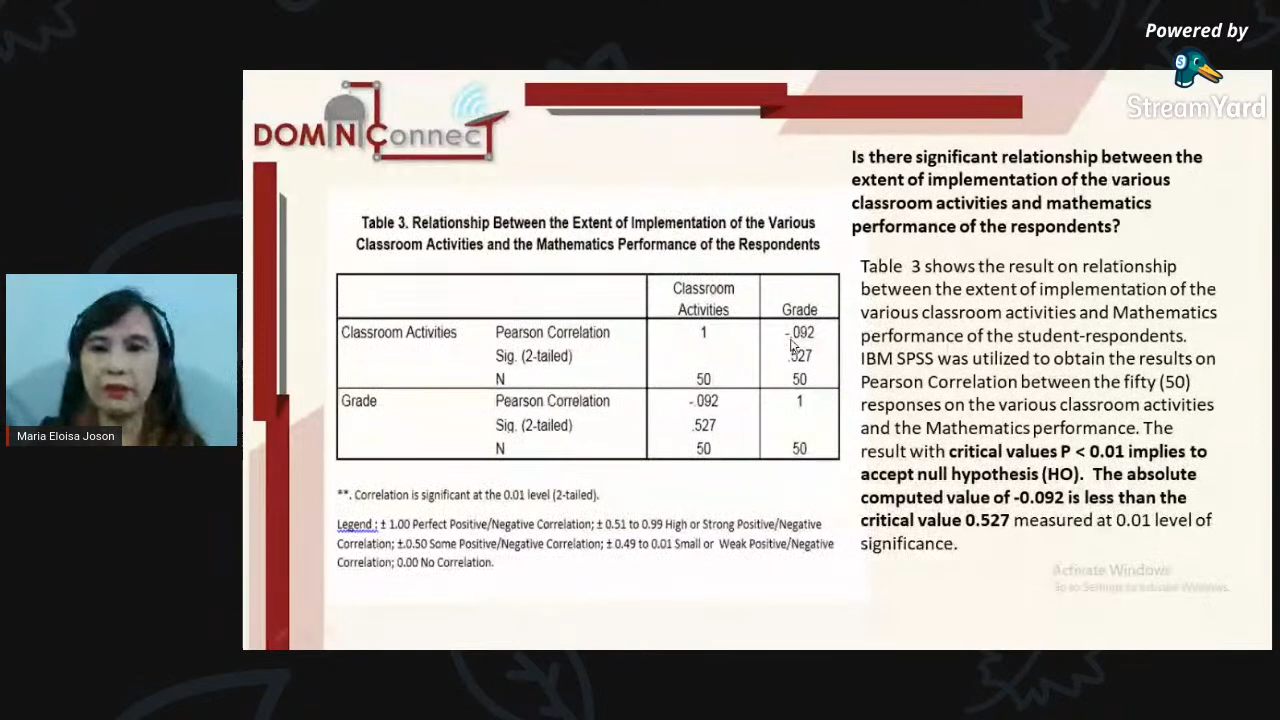 Powered by
StreamYard
DOMINIConnecT
Is there significant relationship between the
extent of implementation of the various
classroom activities and mathematics
performance of the respondents?
Table 3. Relationship Between the Extent of Implementation of the Various
Classroom Activities and the Mathematics Performance of the Respondents
Classroom Activities Grade
Classroom Activities Pearson Correlation 1 -.092
Sig. (2-tailed) .527
N 50 50
Grade Pearson Correlation -.092 1
Sig. (2-tailed) .527
N 50 50
**. Correlation is significant at the 0.01 level (2-tailed).
Legend : ± 1.00 Perfect Positive/Negative Correlation; ± 0.51 to 0.99 High or Strong Positive/Negative
Correlation; ±.0.50 Some Positive/Negative Correlation; ± 0.49 to 0.01 Small or Weak Positive/Negative
Correlation; 0.00 No Correlation.
Table 3 shows the result on relationship
between the extent of implementation of the
various classroom activities and Mathematics
performance of the student-respondents.
IBM SPSS was utilized to obtain the results on
Pearson Correlation between the fifty (50)
responses on the various classroom activities
and the Mathematics performance. The
result with critical values P < 0.01 implies to
accept null hypothesis (HO). The absolute
computed value of -0.092 is less than the
critical value 0.527 measured at 0.01 level of
significance.
Activate Windows
Go to Settings to activate Windows.
Maria Eloisa Joson